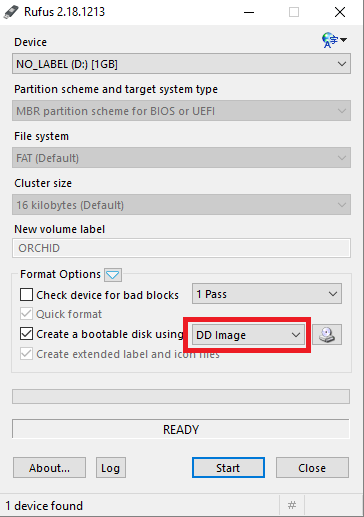 Rufus 2.18.1213
Device
NO_LABEL (D:) [1GB]
Partition scheme and target system type
MBR partition scheme for BIOS or UEFI
File system
FAT (Default)
Cluster size
16 kilobytes (Default)
New volume label
ORCHID
Format Options
Check device for bad blocks 1 Pass
Quick format
Create a bootable disk using DD Image
Create extended label and icon files
READY
About... Log Start Close
1 device found #